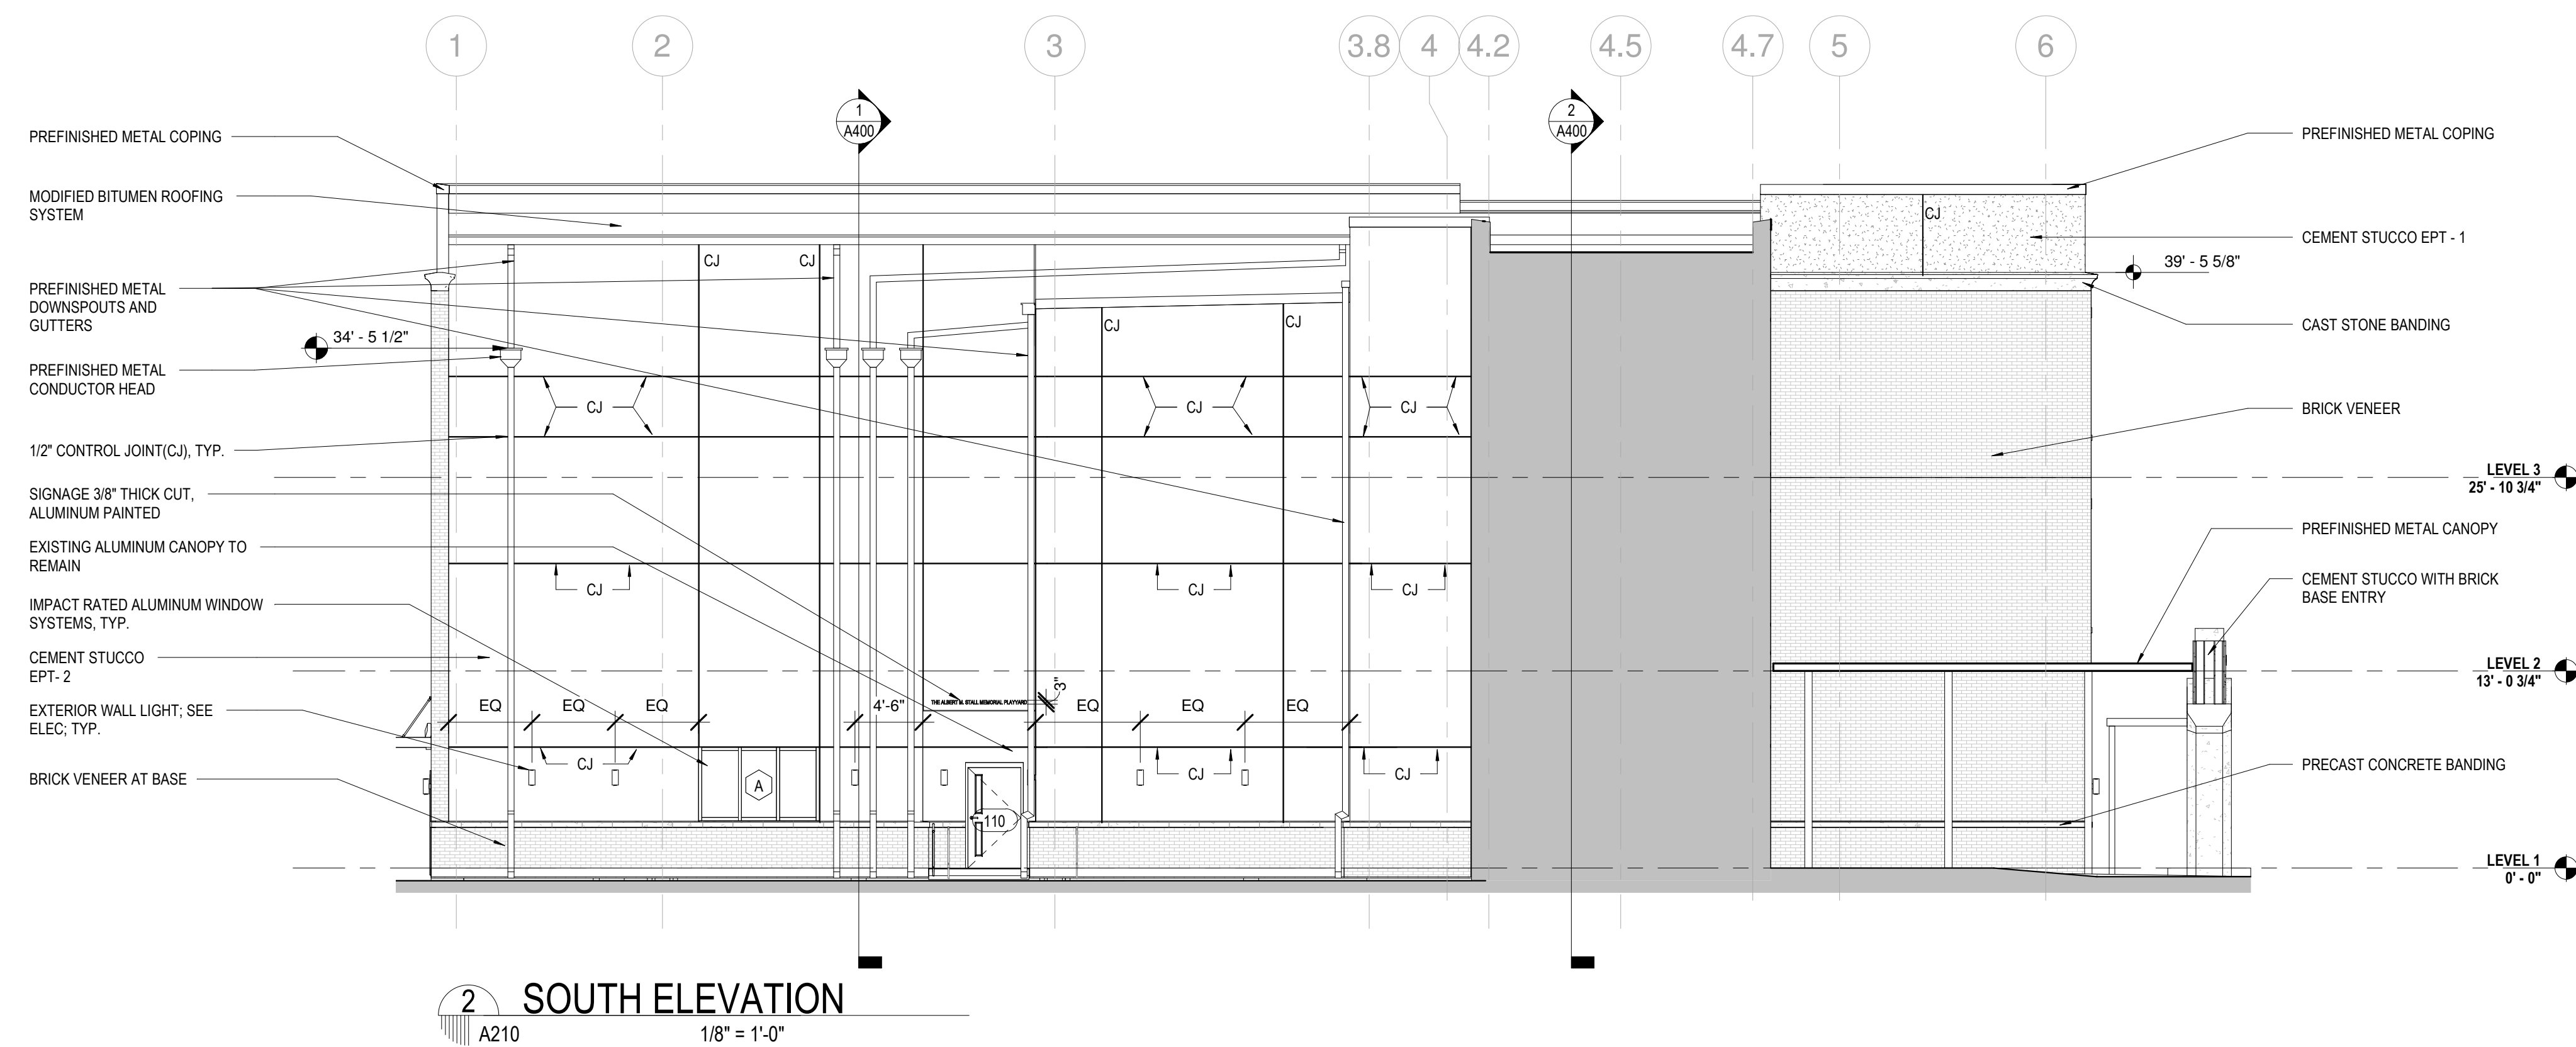 1
2
3
3.8
4
4.2
4.5
4.7
5
6
1
A400
2
A400
PREFINISHED METAL COPING
MODIFIED BITUMEN ROOFING
SYSTEM
PREFINISHED METAL
DOWNSPOUTS AND
GUTTERS
34' - 5 1/2"
PREFINISHED METAL
CONDUCTOR HEAD
1/2" CONTROL JOINT(CJ), TYP.
SIGNAGE 3/8" THICK CUT,
ALUMINUM PAINTED
EXISTING ALUMINUM CANOPY TO
REMAIN
IMPACT RATED ALUMINUM WINDOW
SYSTEMS, TYP.
CEMENT STUCCO
EPT- 2
EXTERIOR WALL LIGHT; SEE
ELEC; TYP.
BRICK VENEER AT BASE
CJ
CJ
CJ
CJ
CJ
CJ
CJ
CJ
CJ
CJ
EQ
EQ
EQ
4'-6"
THE ALBERT M. STALL MEMORIAL PLAYYARD
3"
EQ
EQ
EQ
CJ
CJ
CJ
A
110
CJ
PREFINISHED METAL COPING
CEMENT STUCCO EPT - 1
39' - 5 5/8"
CAST STONE BANDING
BRICK VENEER
LEVEL 3
25' - 10 3/4"
PREFINISHED METAL CANOPY
CEMENT STUCCO WITH BRICK
BASE ENTRY
LEVEL 2
13' - 0 3/4"
PRECAST CONCRETE BANDING
LEVEL 1
0' - 0"
2
SOUTH ELEVATION
A210
1/8" = 1'-0"